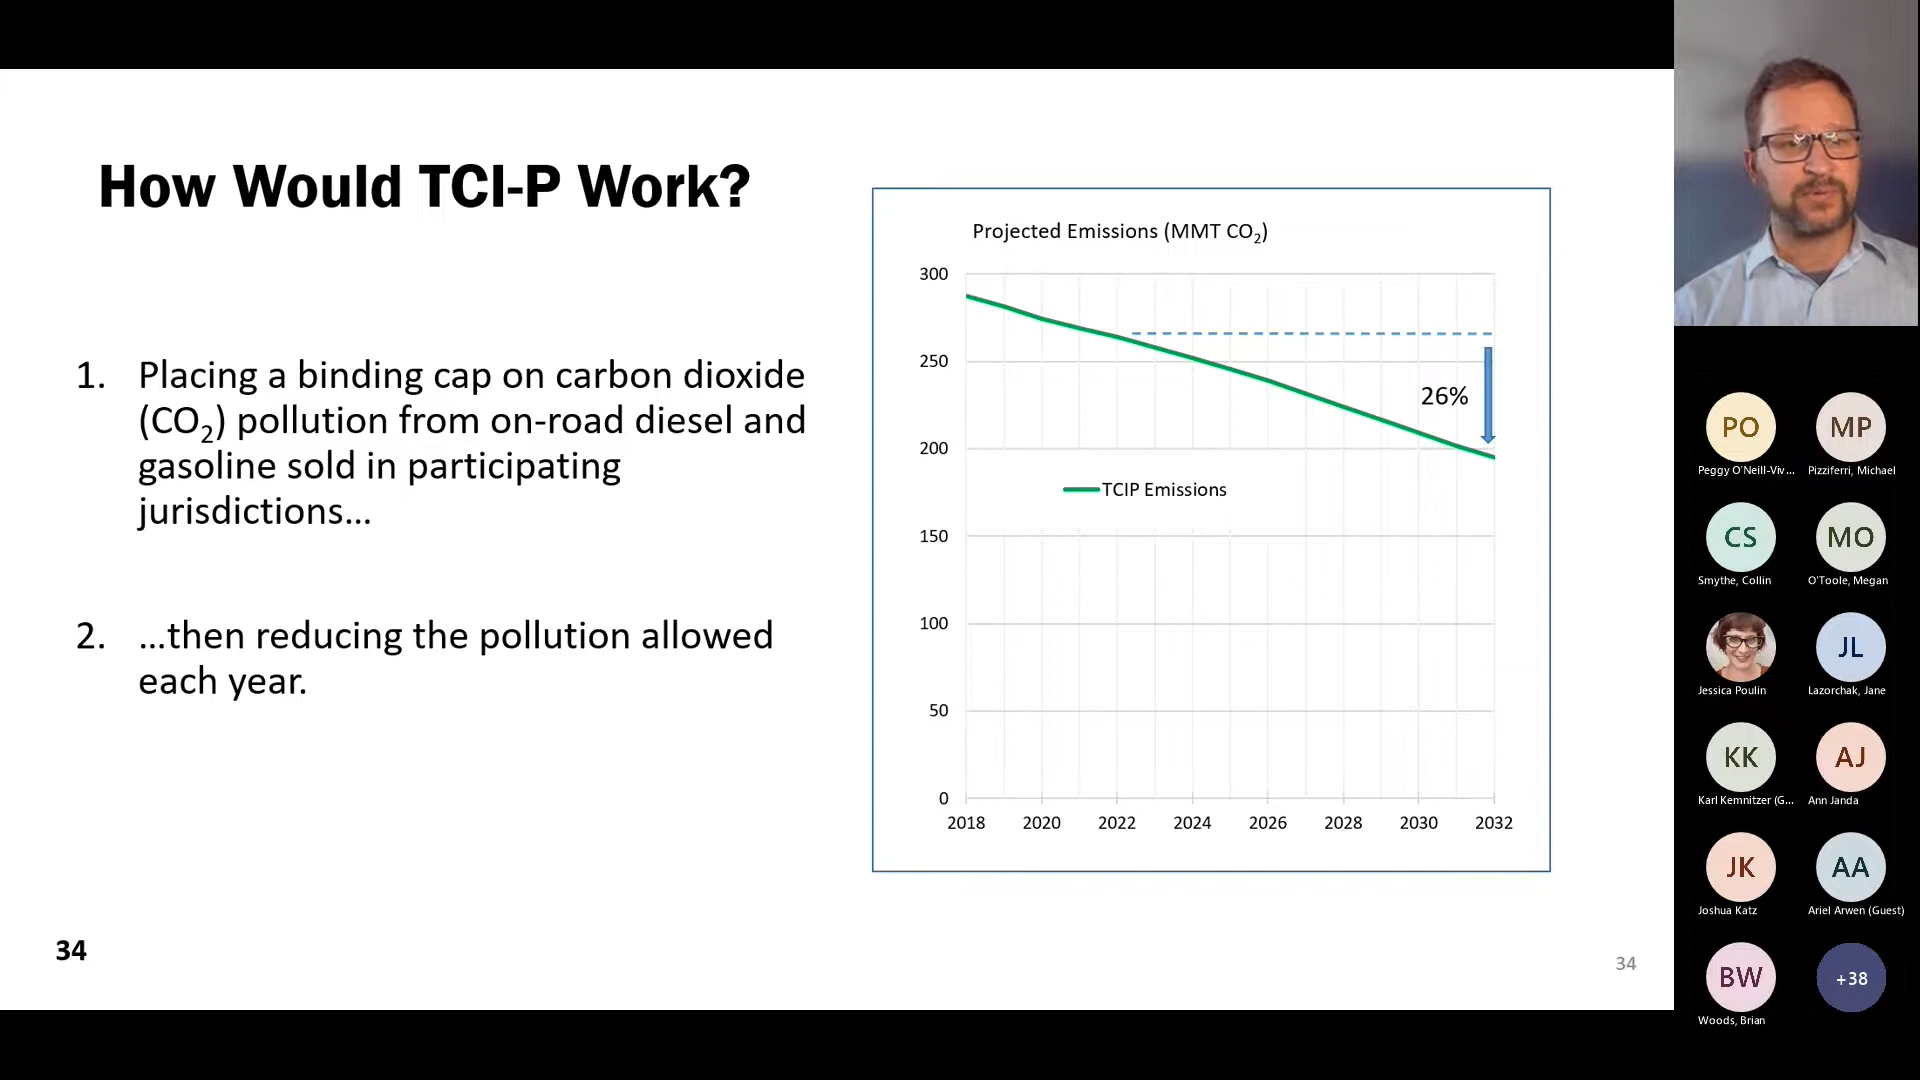 How Would TCI-P Work?
1. Placing a binding cap on carbon dioxide
(CO₂) pollution from on-road diesel and
gasoline sold in participating
jurisdictions...
2. ...then reducing the pollution allowed
each year.
34
Projected Emissions (MMT CO₂)
300
250
200
150
100
50
0
26%
TCIP Emissions
2018 2020 2022 2024 2026 2028 2030 2032
34
PO MP
Peggy O'Neill-Viv... Pizziferri, Michael
CS MO
Smythe, Collin O'Toole, Megan
JL
Jessica Poulin Lazorchak, Jane
KK AJ
Karl Kemnitzer (G... Ann Janda
JK AA
Joshua Katz Ariel Arwen (Guest)
BW +38
Woods, Brian